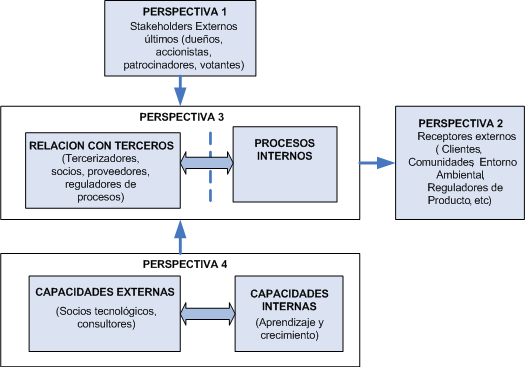 PERSPECTIVA 1
Stakeholders Externos
últimos (dueños,
accionistas,
patrocinadores, votantes)
PERSPECTIVA 3
RELACION CON TERCEROS
(Tercerizadores,
socios, proveedores,
reguladores de
procesos)
PROCESOS
INTERNOS
PERSPECTIVA 2
Receptores externos
( Clientes,
Comunidades, Entorno
Ambiental,
Reguladores de
Producto, etc)
PERSPECTIVA 4
CAPACIDADES EXTERNAS
(Socios tecnológicos,
consultores)
CAPACIDADES
INTERNAS
(Aprendizaje y
crecimiento)